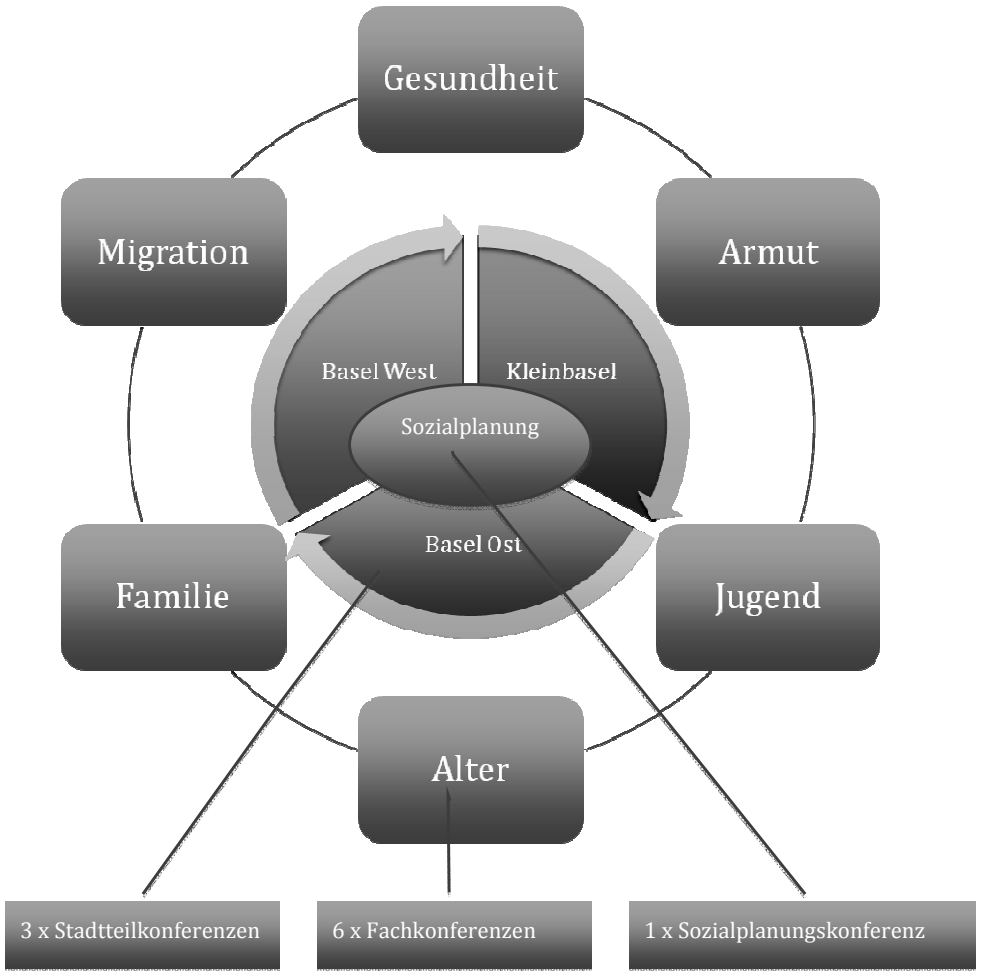 Gesundheit
Migration
Armut
Basel West
Kleinbasel
Sozialplanung
Basel Ost
Familie
Jugend
Alter
3 x Stadtteilkonferenzen
6 x Fachkonferenzen
1 x Sozialplanungskonferenz